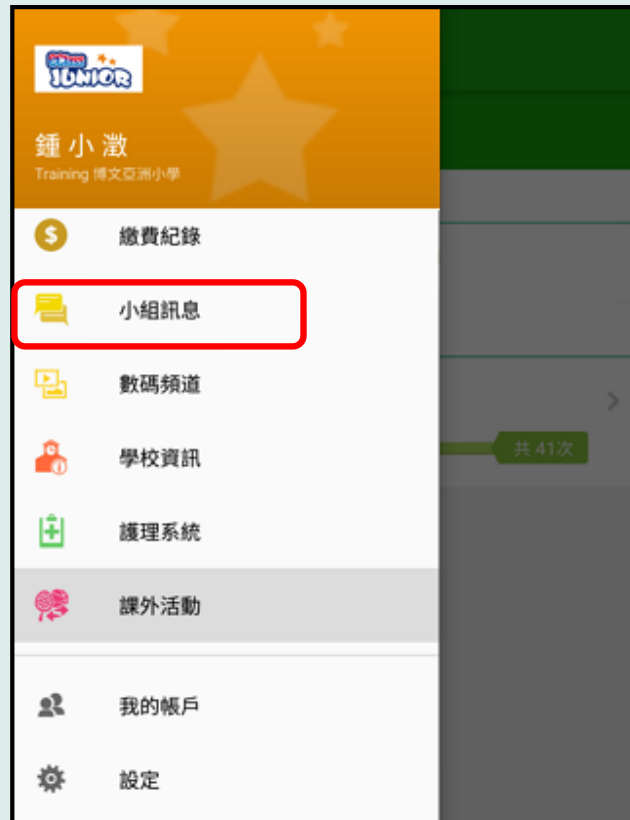 JUNIOR
鍾小澂
Training 博文亞洲小學
繳費紀錄
小組訊息
數碼頻道
共 41次
學校資訊
護理系統
課外活動
我的帳戶
設定